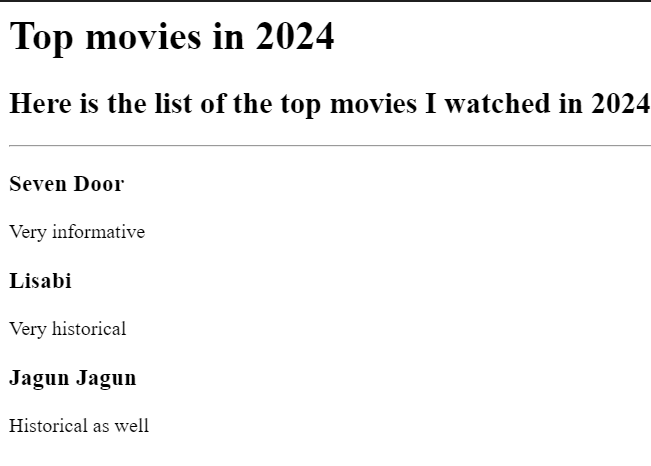 Top movies in 2024
Here is the list of the top movies I watched in 2024
Seven Door
Very informative
Lisabi
Very historical
Jagun Jagun
Historical as well